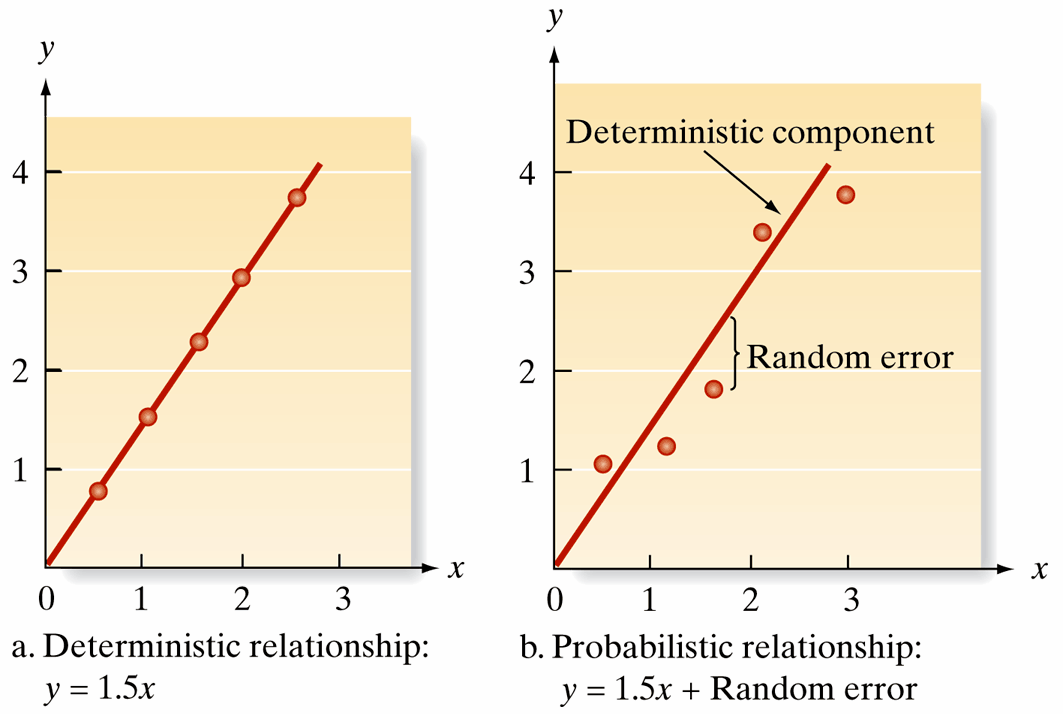 y
4
3
2
1
0 1 2 3
x
a. Deterministic relationship:
y = 1.5x
y
Deterministic component
4
3
Random error
2
1
0 1 2 3
x
b. Probabilistic relationship:
y = 1.5x + Random error